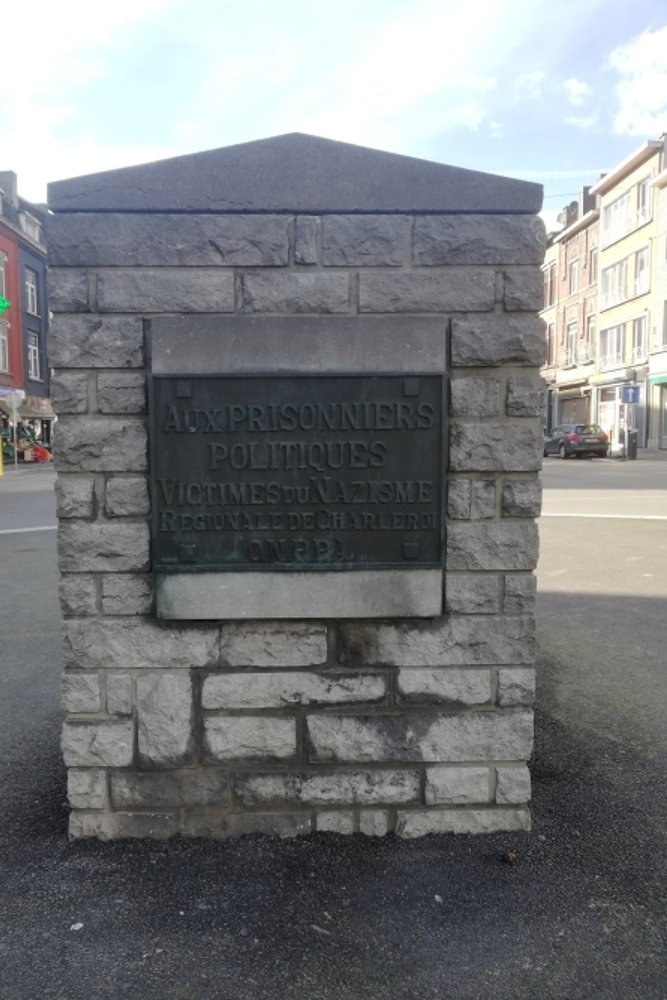 AUX PRISONNIERS
POLITIQUES
VICTIMES DU NAZISME
REGIONALE DE CHARLEROI